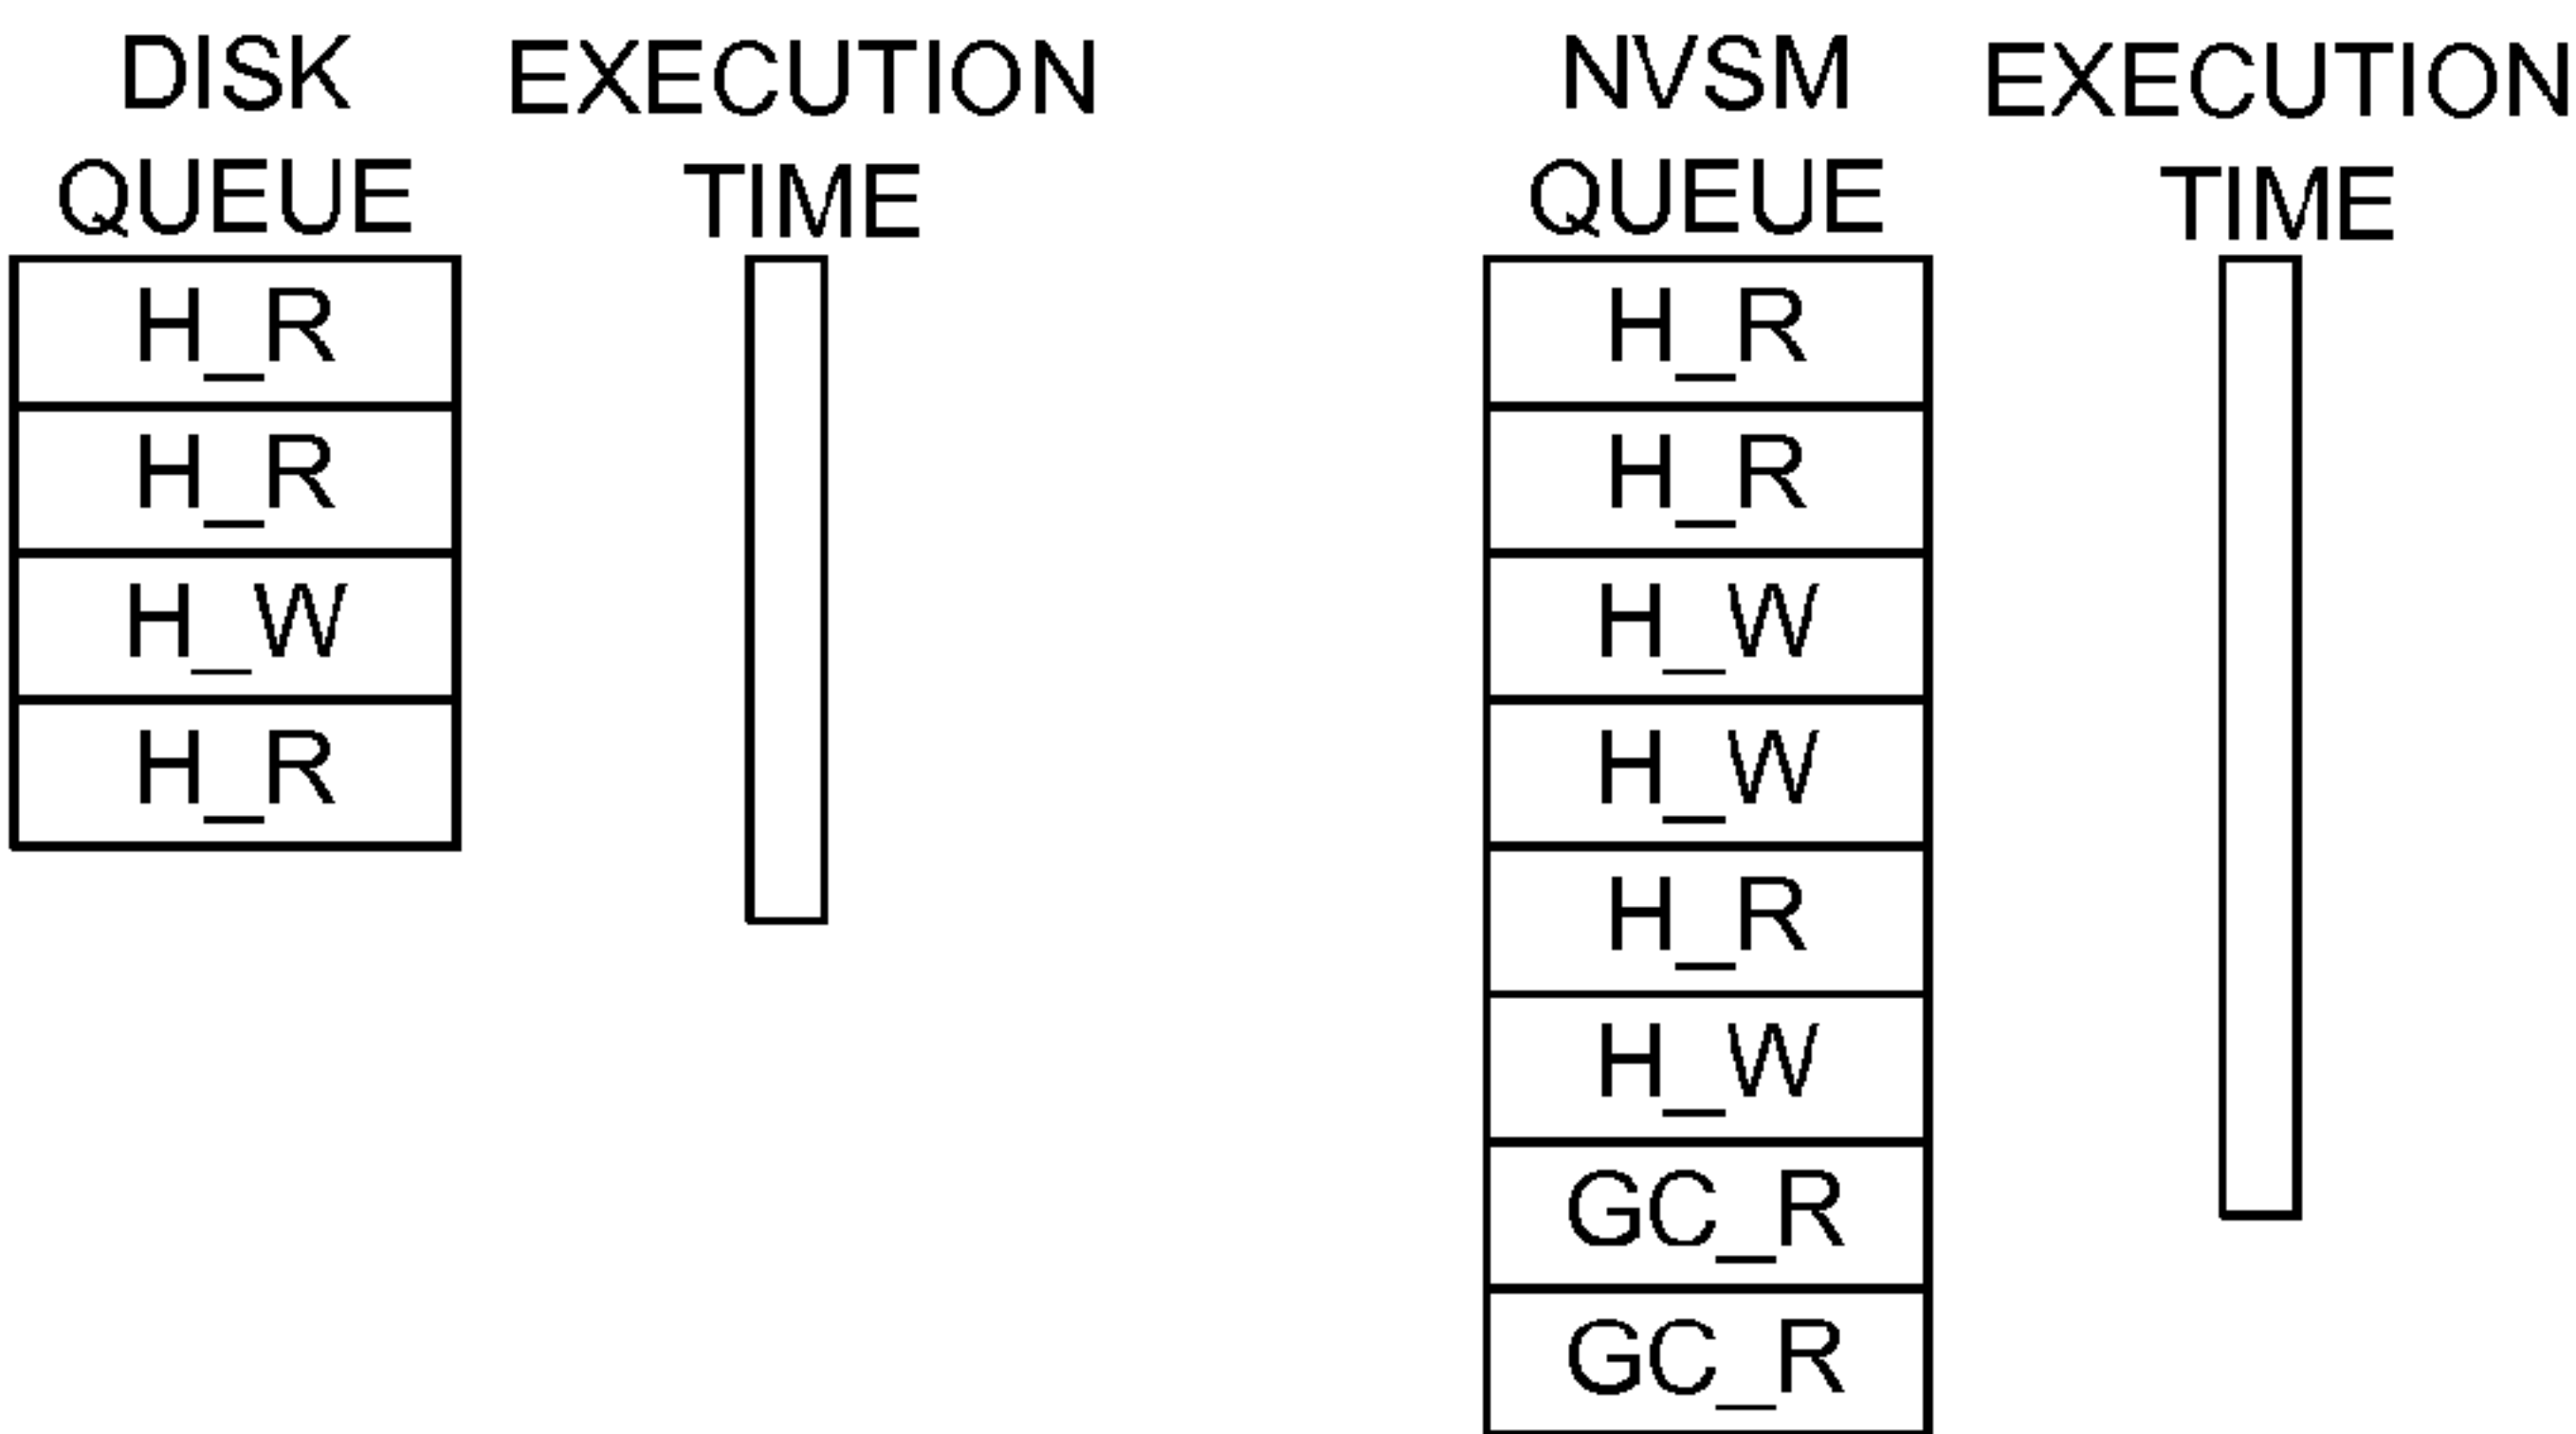 DISK
QUEUE
EXECUTION
TIME
H_R
H_R
H_W
H_R
NVSM
QUEUE
EXECUTION
TIME
H_R
H_R
H_W
H_W
H_R
H_W
GC_R
GC_R